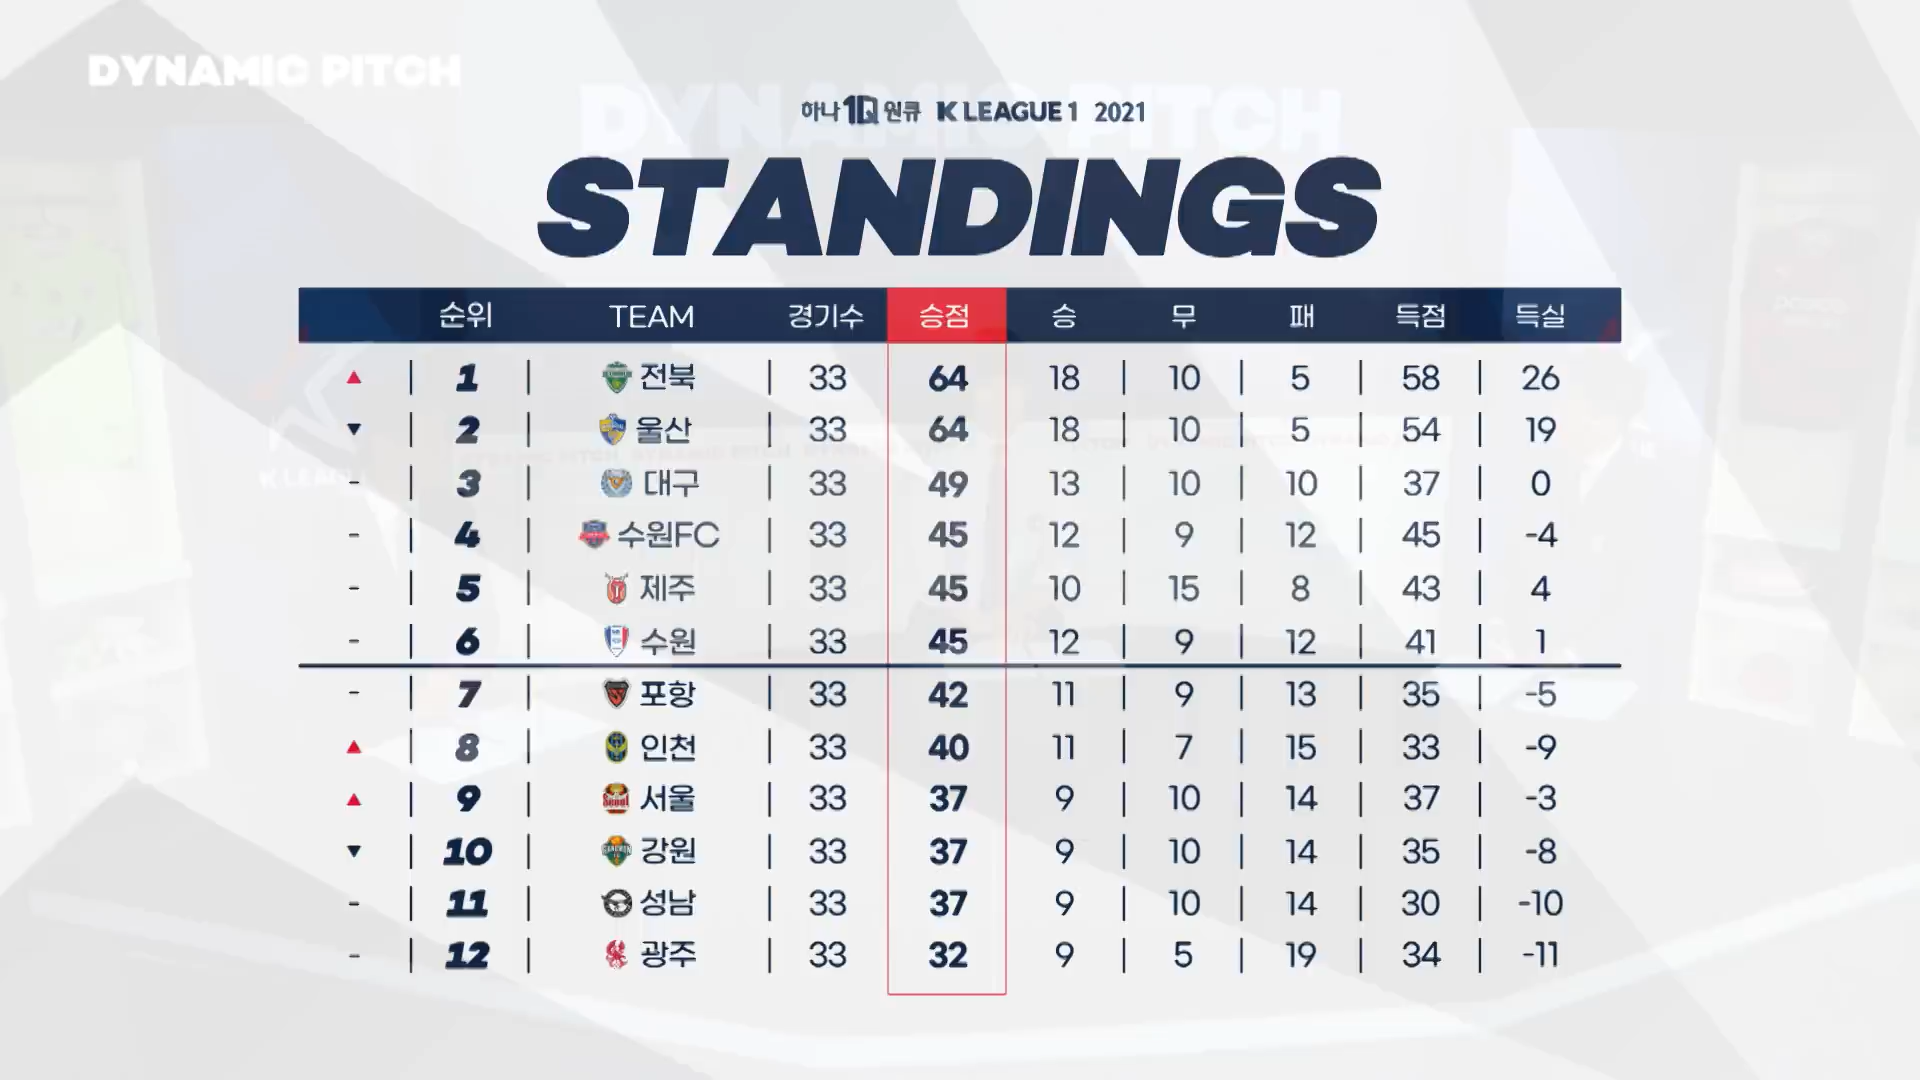 DYNAMIC PITCH
DYNAMIC PITCH
하나 1Q 원큐 K LEAGUE 1 2021
STANDINGS
순위 TEAM 경기수 승점 승 무 패 득점 득실
1 전북 33 64 18 10 5 58 26
2 울산 33 64 18 10 5 54 19
- 3 대구 33 49 13 10 10 37 0
- 4 수원FC 33 45 12 9 12 45 -4
- 5 제주 33 45 10 15 8 43 4
- 6 수원 33 45 12 9 12 41 1
- 7 포항 33 42 11 9 13 35 -5
8 인천 33 40 11 7 15 33 -9
9 서울 33 37 9 10 14 37 -3
10 강원 33 37 9 10 14 35 -8
- 11 성남 33 37 9 10 14 30 -10
- 12 광주 33 32 9 5 19 34 -11